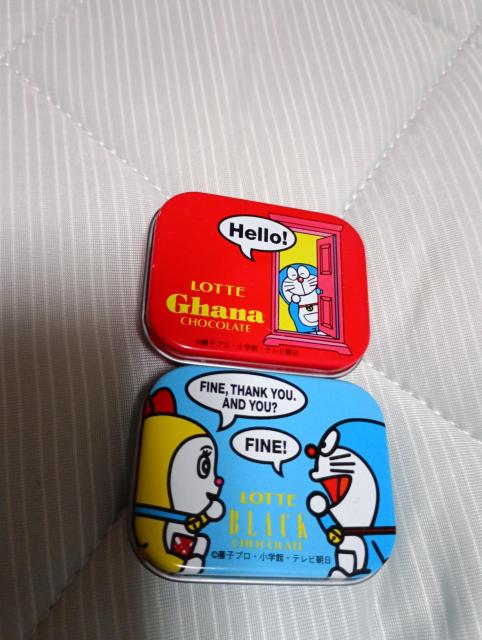 Hello!
LOTTE
Ghana
CHOCOLATE
©藤子プロ・小学館・テレビ朝日
FINE, THANK YOU.
AND YOU?
FINE!
LOTTE
BLACK
CHOCOLATE
©藤子プロ・小学館・テレビ朝日